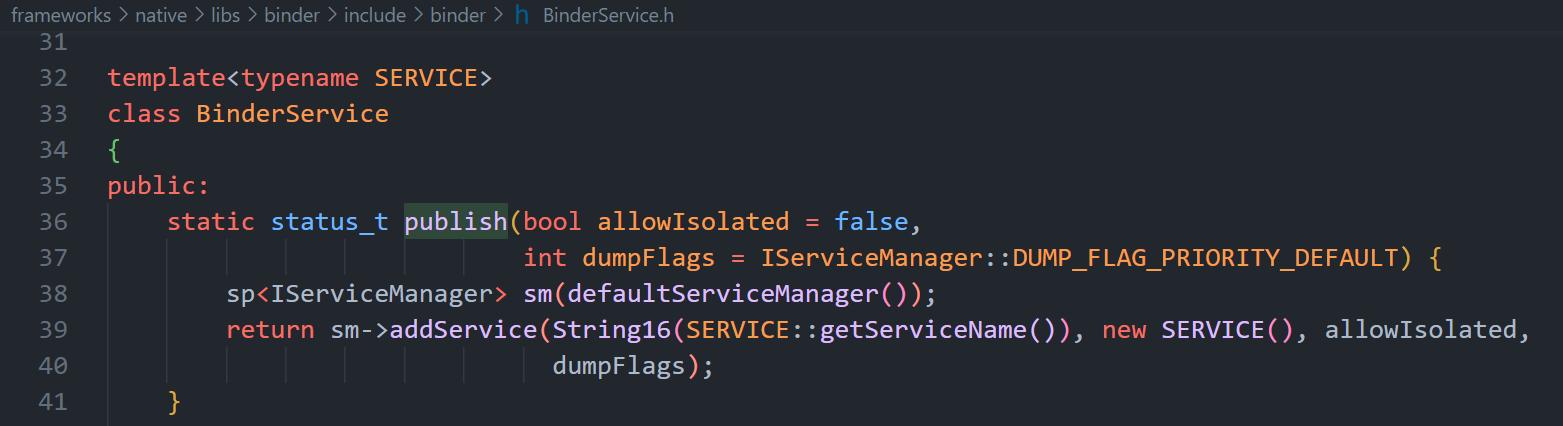 frameworks > native > libs > binder > include > binder > h BinderService.h
31
32 template<typename SERVICE>
33 class BinderService
34 {
35 public:
36     static status_t publish(bool allowIsolated = false,
37                             int dumpFlags = IServiceManager::DUMP_FLAG_PRIORITY_DEFAULT) {
38         sp<IServiceManager> sm(defaultServiceManager());
39         return sm->addService(String16(SERVICE::getServiceName()), new SERVICE(), allowIsolated,
40                               dumpFlags);
41     }